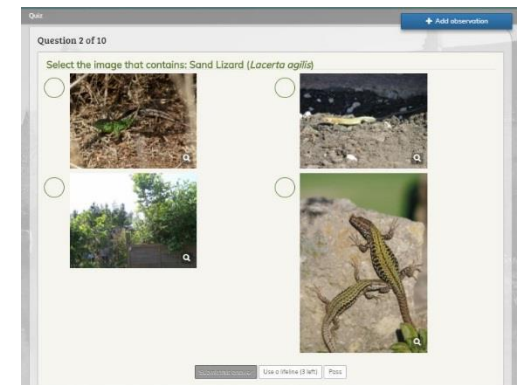 Quiz
+ Add observation
Question 2 of 10
Select the image that contains: Sand Lizard (Lacerta agilis)
Use a lifeline (3 left)
Pass